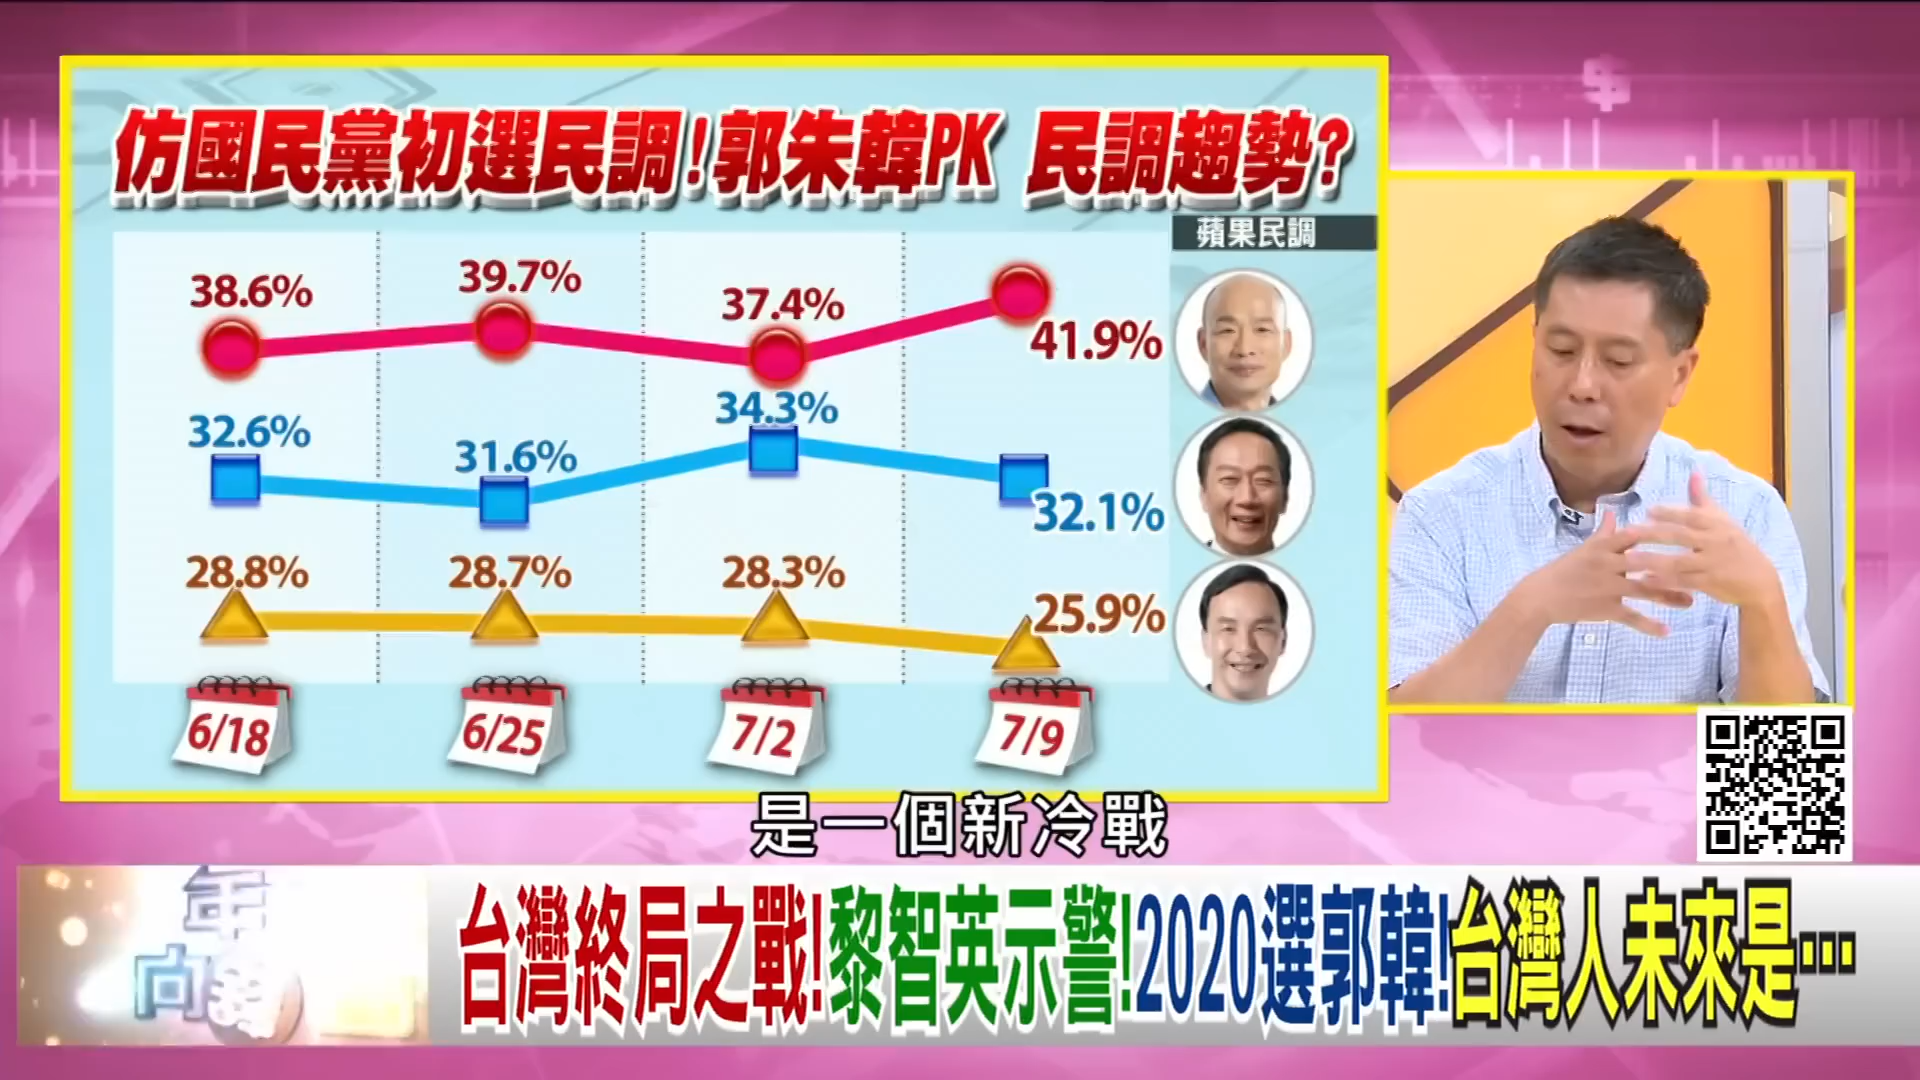 仿國民黨初選民調!郭朱韓PK 民調趨勢?
蘋果民調
38.6% 39.7% 37.4% 41.9%
32.6% 31.6% 34.3% 32.1%
28.8% 28.7% 28.3% 25.9%
6/18 6/25 7/2 7/9
是一個新冷戰
台灣終局之戰!黎智英示警!2020選郭韓!台灣人未來是…